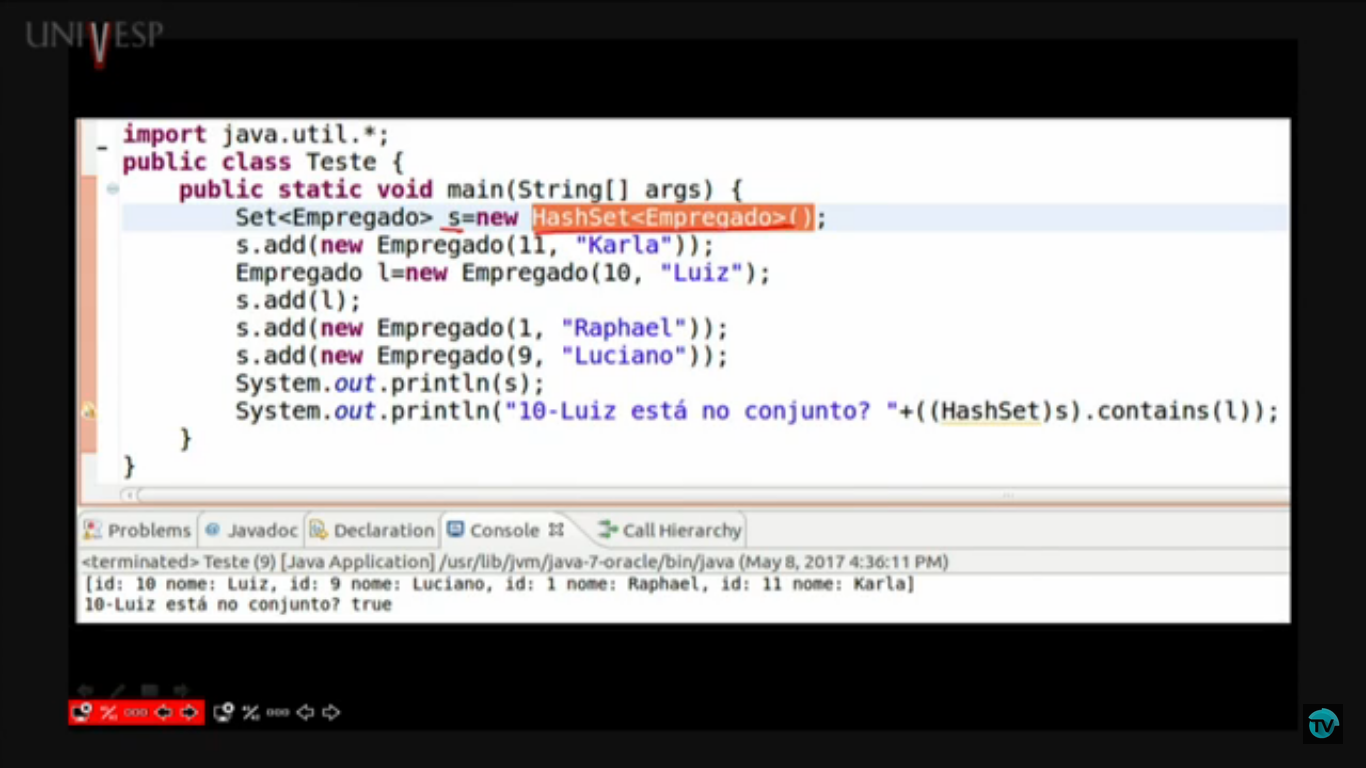 UNIVESP
import java.util.*;
public class Teste {
public static void main(String[] args) {
Set<Empregado> s=new HashSet<Empregado>();
s.add(new Empregado(11, "Karla"));
Empregado l=new Empregado(10, "Luiz");
s.add(l);
s.add(new Empregado(1, "Raphael"));
s.add(new Empregado(9, "Luciano"));
System.out.println(s);
System.out.println("10-Luiz está no conjunto? "+((HashSet)s).contains(l));
}
}
Problems Javadoc Declaration Console Call Hierarchy
<terminated> Teste (9) [Java Application] /usr/lib/jvm/java-7-oracle/bin/java (May 8, 2017 4:36:11 PM)
[id: 10 nome: Luiz, id: 9 nome: Luciano, id: 1 nome: Raphael, id: 11 nome: Karla]
10-Luiz está no conjunto? true
TV